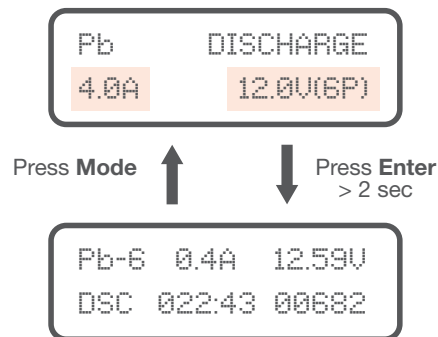 Pb DISCHARGE
4.0A 12.0V(6P)
Press Mode
Press Enter
> 2 sec
Pb-6 0.4A 12.59V
DSC 022:43 00682